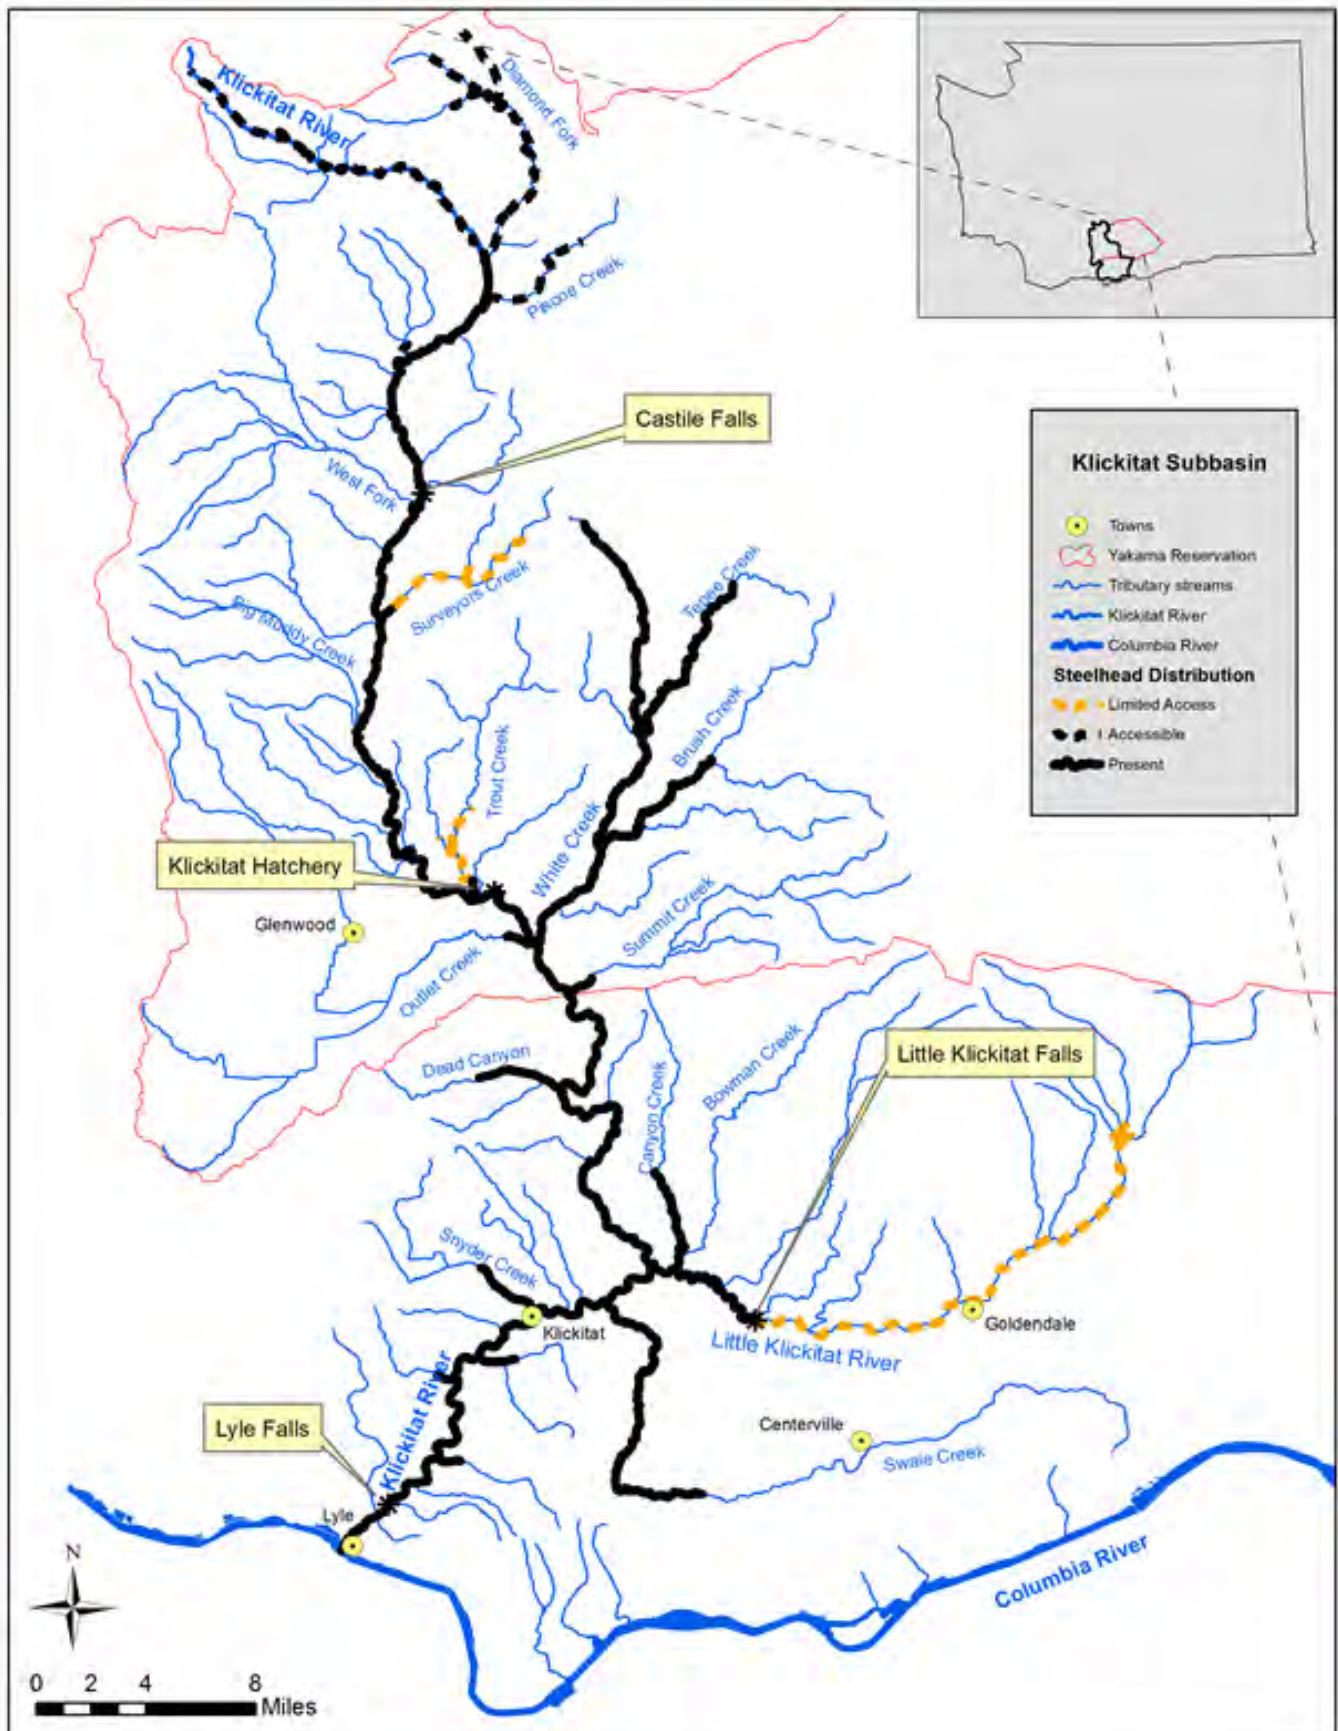 Diamond Fork
Klickitat River
Piscoe Creek
Castile Falls
Klickitat Subbasin
West Fork
Towns
Yakama Reservation
Tributary streams
Klickitat River
Columbia River
Steelhead Distribution
Limited Access
Accessible
Present
Surveyors Creek
Tepee Creek
Big Muddy Creek
Brush Creek
Trout Creek
White Creek
Klickitat Hatchery
Glenwood
Summit Creek
Outlet Creek
Dead Canyon
Little Klickitat Falls
Bowman Creek
Canyon Creek
Snyder Creek
Klickitat
Goldendale
Little Klickitat River
Klickitat River
Lyle Falls
Centerville
Swale Creek
Lyle
N
Columbia River
0 2 4 8
Miles